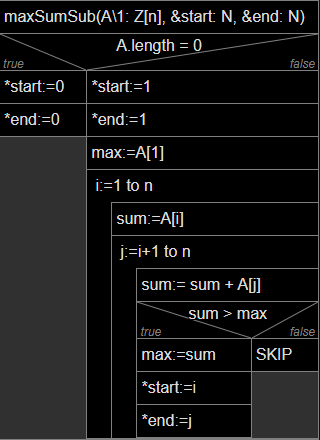 maxSumSub(A\1: Z[n], &start: N, &end: N)
A.length = 0
true
false
*start:=0
*start:=1
*end:=0
*end:=1
max:=A[1]
i:=1 to n
sum:=A[i]
j:=i+1 to n
sum:= sum + A[j]
sum > max
true
false
max:=sum
SKIP
*start:=i
*end:=j